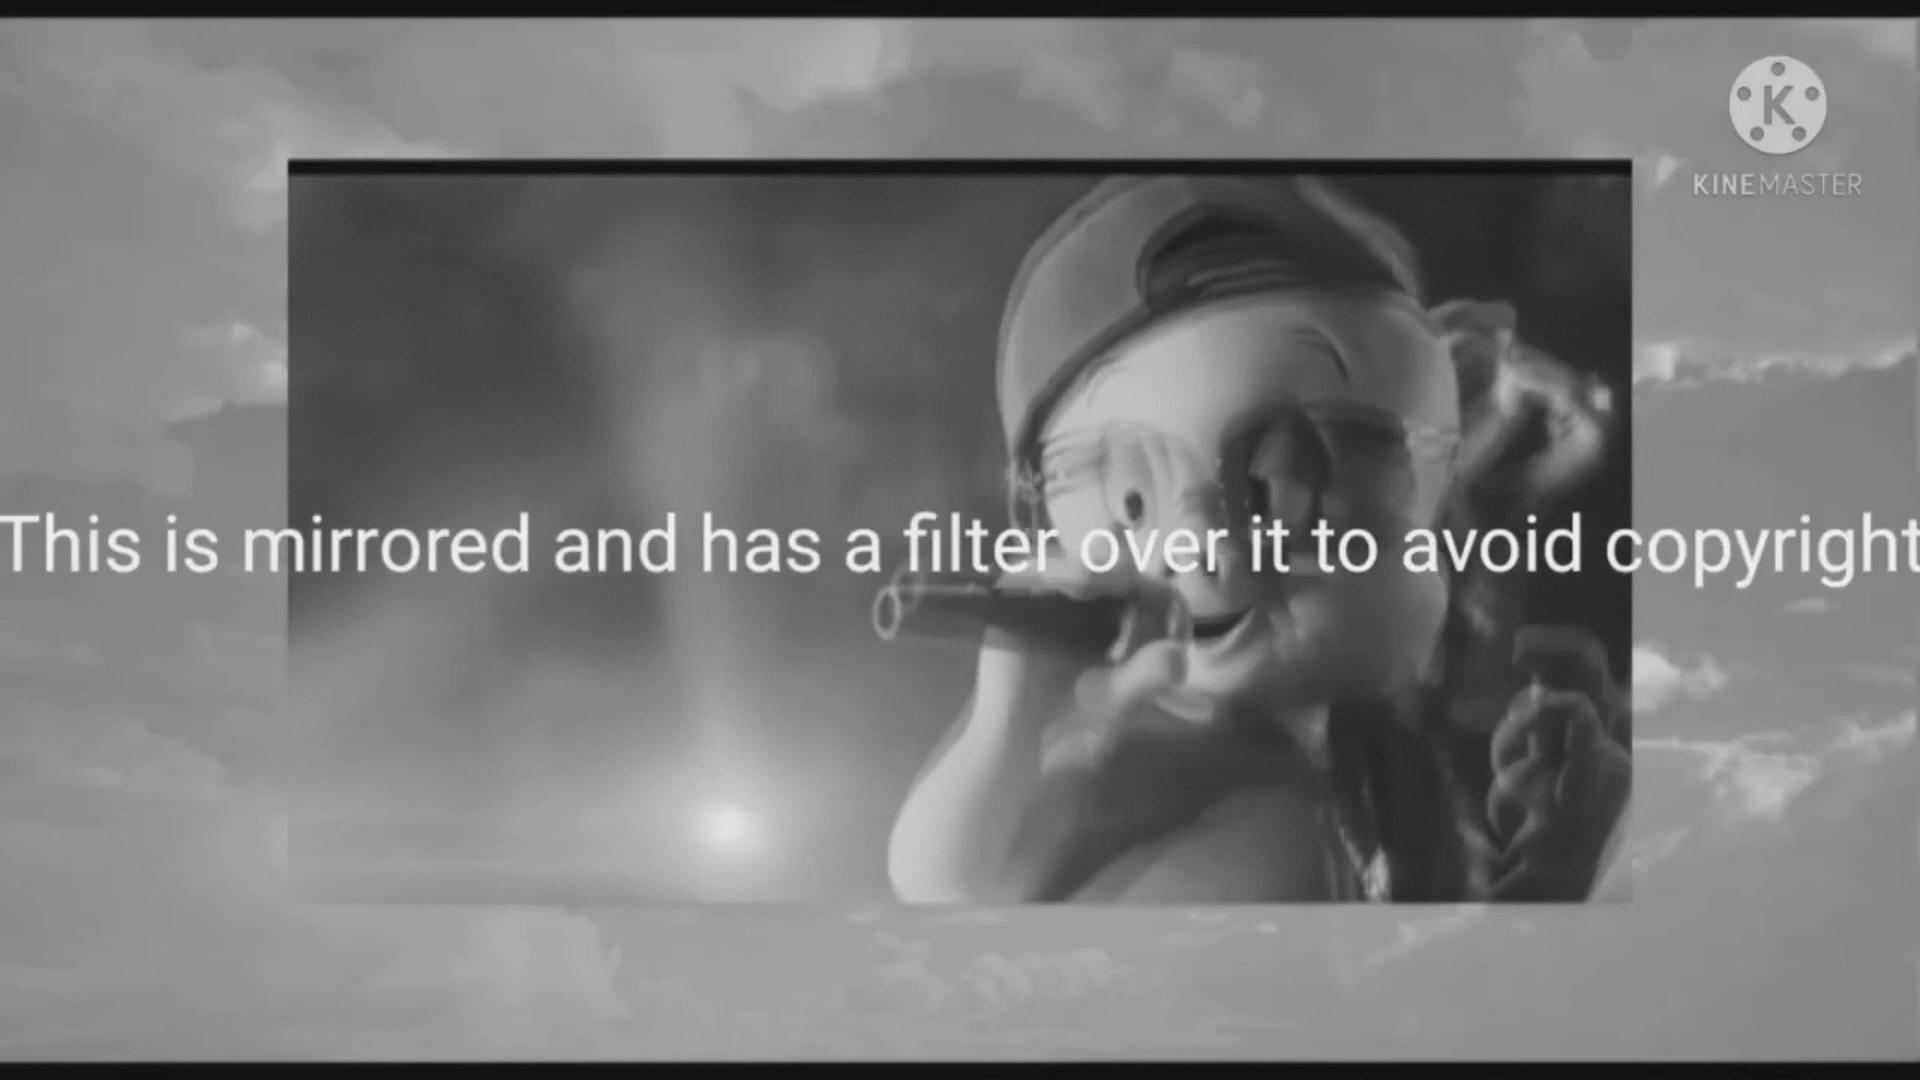 K
KINEMASTER
This is mirrored and has a filter over it to avoid copyright